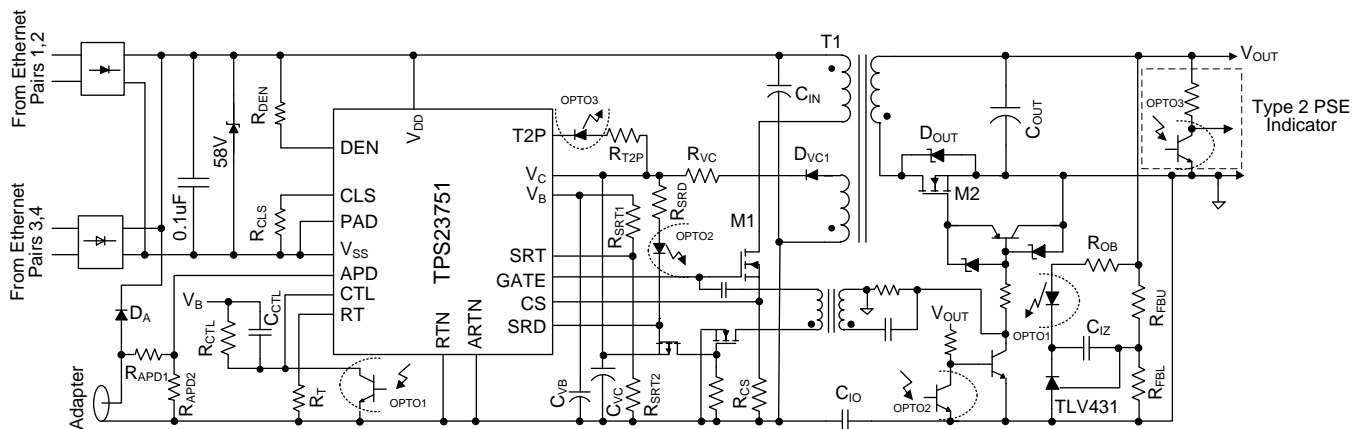 From Ethernet
Pairs 1,2
From Ethernet
Pairs 3,4
Adapter
0.1uF
58V
RDEN
RCLS
DA
RAPD1
RAPD2
VB
RCTL
CCTL
RT
OPTO1
TPS23751
VDD
DEN
CLS
PAD
VSS
APD
CTL
RT
RTN
ARTN
T2P
VC
VB
SRT
GATE
CS
SRD
OPTO3
RT2P
RVC
DVC1
RSRT1
RSRD
OPTO2
M1
CVB
CVC
RSRT2
RCS
CIO
CIN
T1
COUT
DOUT
M2
VOUT
OPTO2
ROB
OPTO1
CIZ
RFBU
RFBL
TLV431
VOUT
OPTO3
Type 2 PSE
Indicator